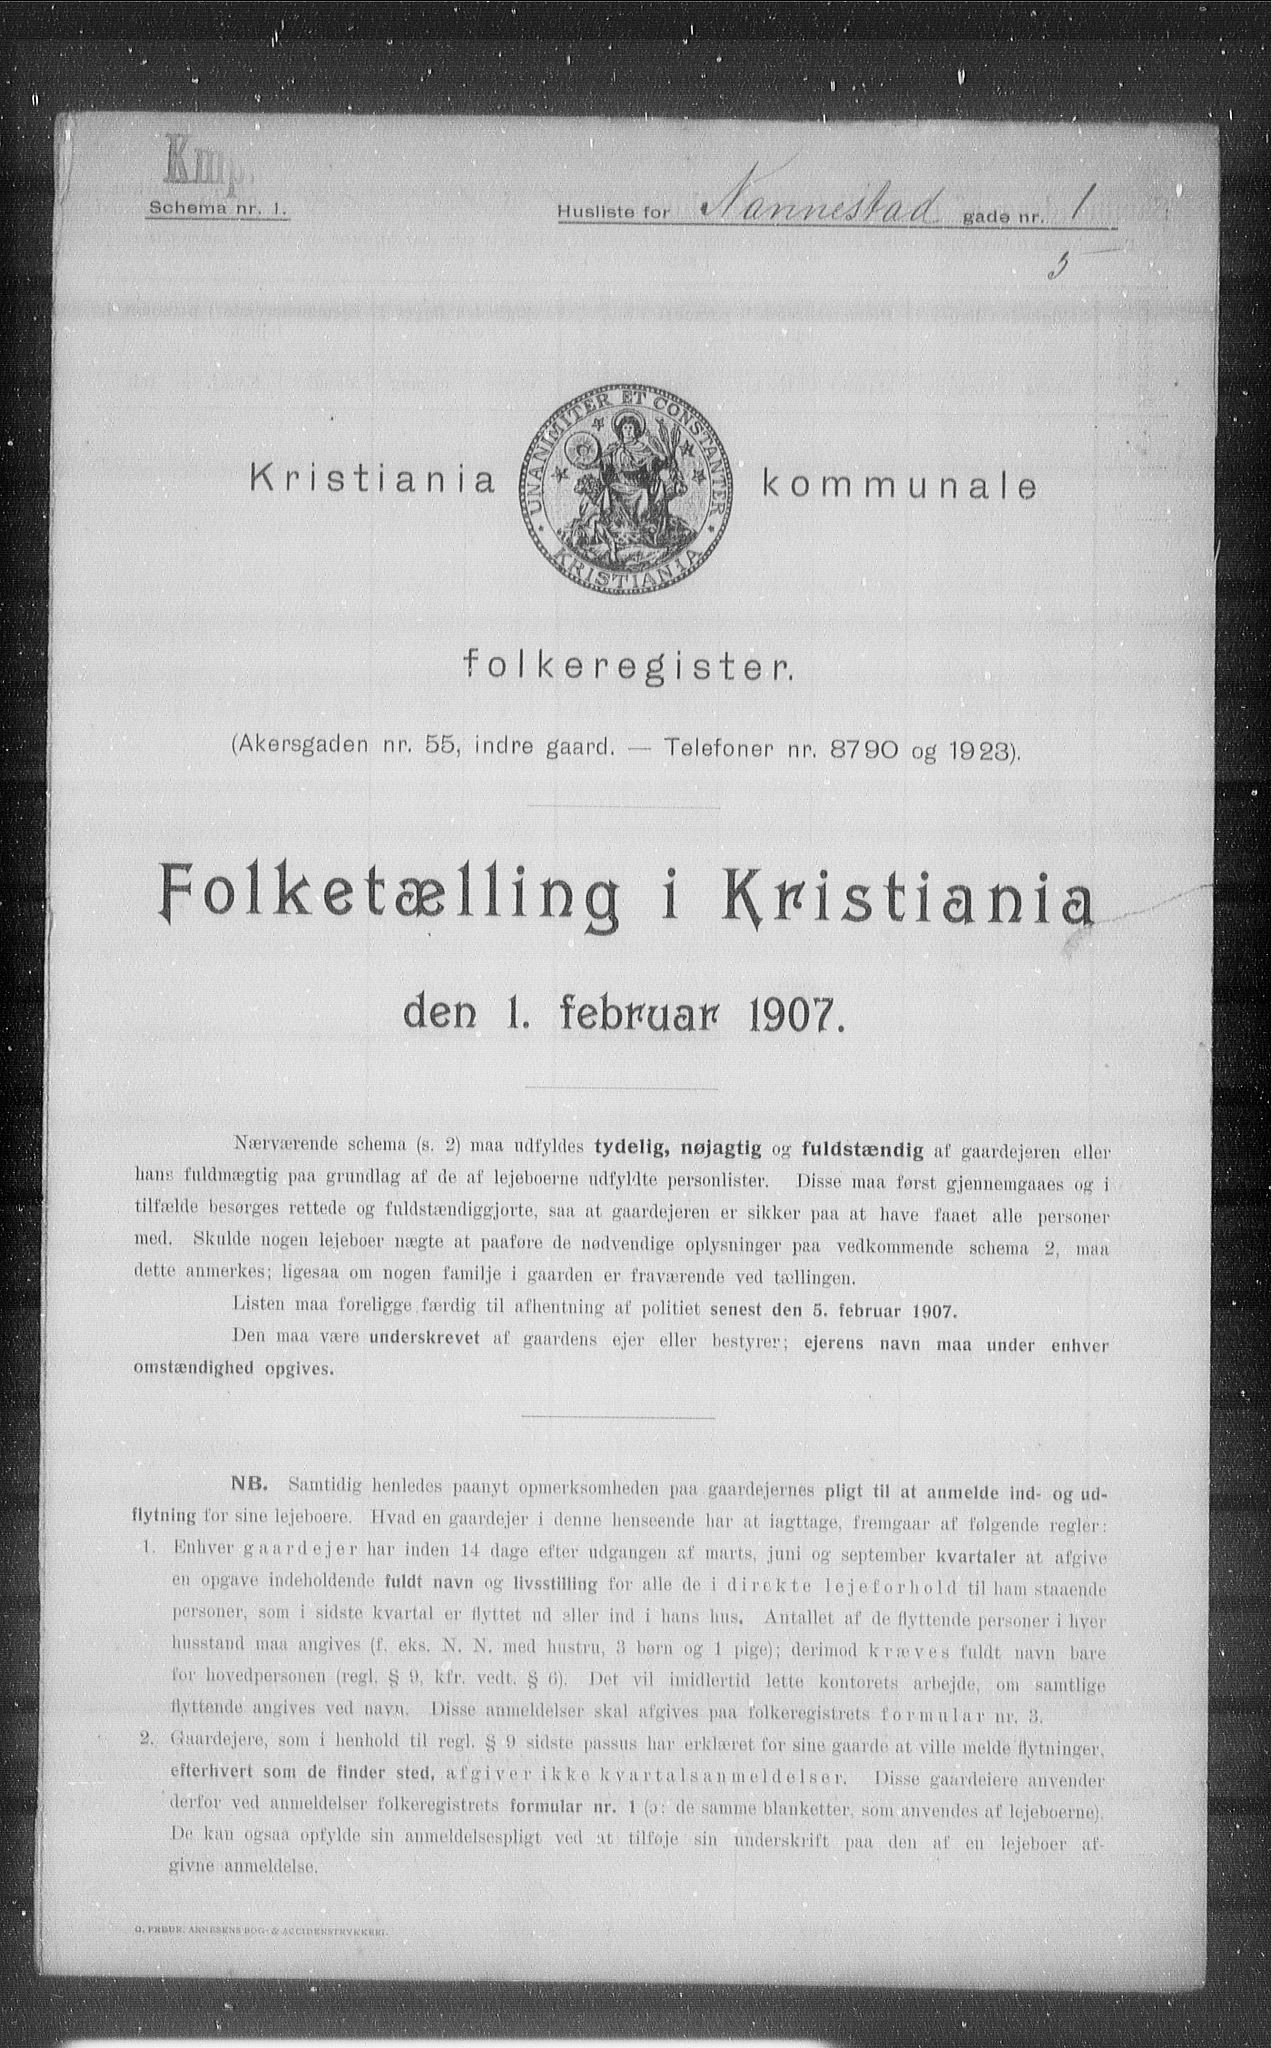 Kmp.
Schema nr. 1.
Husliste for Nannestad gade nr. 1
5
Kristiania kommunale
UNANIMITER ET CONSTANTER
KRISTIANIA
folkeregister.
(Akersgaden nr. 55, indre gaard. — Telefoner nr. 8790 og 1923).
Folketælling i Kristiania
den 1. februar 1907.
Nærværende schema (s. 2) maa udfyldes tydelig, nøjagtig og fuldstændig af gaardejeren eller
hans fuldmægtig paa grundlag af de af lejeboerne udfyldte personlister. Disse maa først gjennemgaaes og i
tilfælde besørges rettede og fuldstændiggjorte, saa at gaardejeren er sikker paa at have faaet alle personer
med. Skulde nogen lejeboer nægte at paaføre de nødvendige oplysninger paa vedkommende schema 2, maa
dette anmerkes; ligesaa om nogen familje i gaarden er fraværende ved tællingen.
Listen maa foreligge færdig til afhentning af politiet senest den 5. februar 1907.
Den maa være underskrevet af gaardens ejer eller bestyrer; ejerens navn maa under enhver
omstændighed opgives.
NB. Samtidig henledes paanyt opmerksomheden paa gaardejernes pligt til at anmelde ind- og ud-
flytning for sine lejeboere. Hvad en gaardejer i denne henseende har at iagttage, fremgaar af følgende regler:
1. Enhver gaardejer har inden 14 dage efter udgangen af marts, juni og september kvartaler at afgive
en opgave indeholdende fuldt navn og livsstilling for alle de i direkte lejeforhold til ham staaende
personer, som i sidste kvartal er flyttet ud eller ind i hans hus. Antallet af de flyttende personer i hver
husstand maa angives (f. eks. N. N. med hustru, 3 børn og 1 pige); derimod kræves fuldt navn bare
for hovedpersonen (regl. § 9, kfr. vedt. § 6). Det vil imidlertid lette kontorets arbejde, om samtlige
flyttende angives ved navn. Disse anmeldelser skal afgives paa folkeregistrets formular nr. 3.
2. Gaardejere, som i henhold til regl. § 9 sidste passus har erklæret for sine gaarde at ville melde flytninger,
efterhvert som de finder sted, afgiver ikke kvartalsanmeldelser. Disse gaardeiere anvender
derfor ved anmeldelser folkeregistrets formular nr. 1 (ɔ: de samme blanketter, som anvendes af lejeboerne).
De kan ogsaa opfylde sin anmeldelsespligt ved at tilføje sin underskrift paa den af en lejeboer af-
givne anmeldelse.
O. FREDR. ARNESENS BOG- & ACCIDENSTRYKKERI.